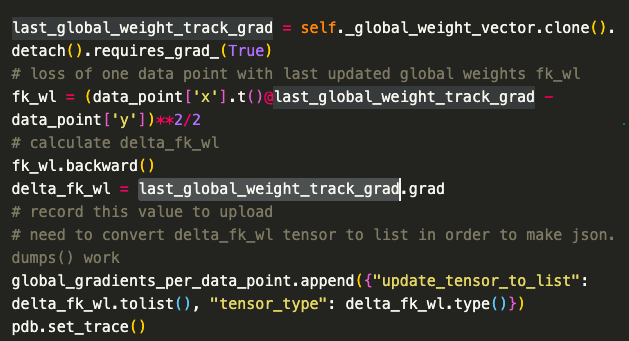 last_global_weight_track_grad = self._global_weight_vector.clone().
detach().requires_grad_(True)
# loss of one data point with last updated global weights fk_wl
fk_wl = (data_point['x'].t()@last_global_weight_track_grad -
data_point['y'])**2/2
# calculate delta_fk_wl
fk_wl.backward()
delta_fk_wl = last_global_weight_track_grad.grad
# record this value to upload
# need to convert delta_fk_wl tensor to list in order to make json.
dumps() work
global_gradients_per_data_point.append({"update_tensor_to_list":
delta_fk_wl.tolist(), "tensor_type": delta_fk_wl.type()})
pdb.set_trace()